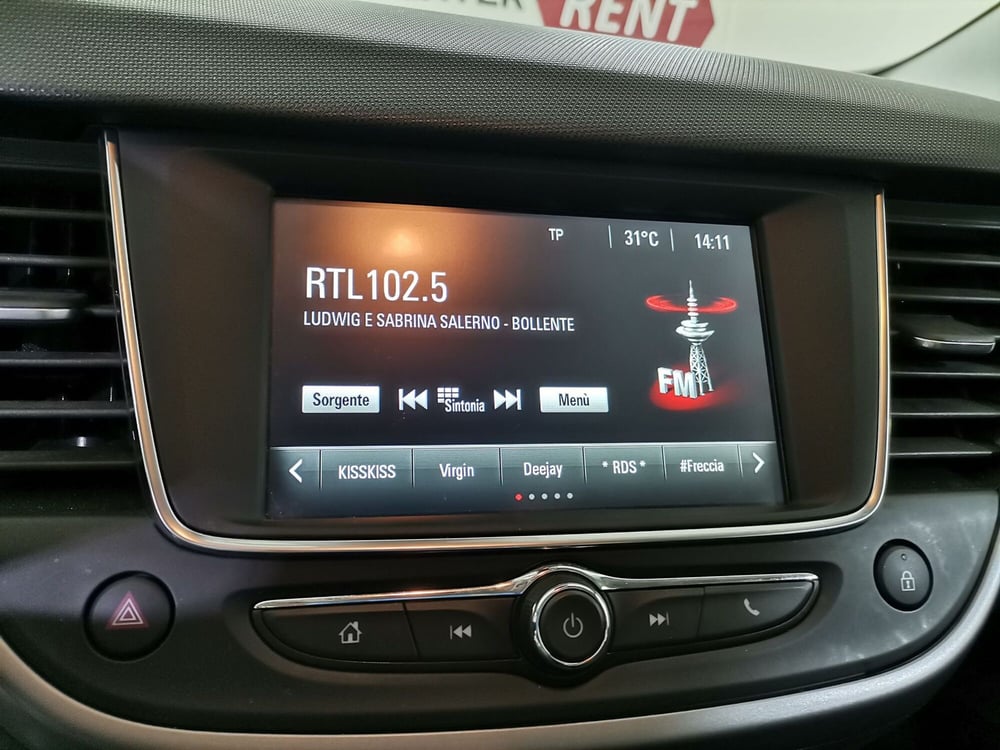 RENT
TP 31°C 14:11
RTL102.5
LUDWIG E SABRINA SALERNO - BOLLENTE
FM
Sorgente Sintonia Menù
KISSKISS Virgin Deejay * RDS * #Freccia